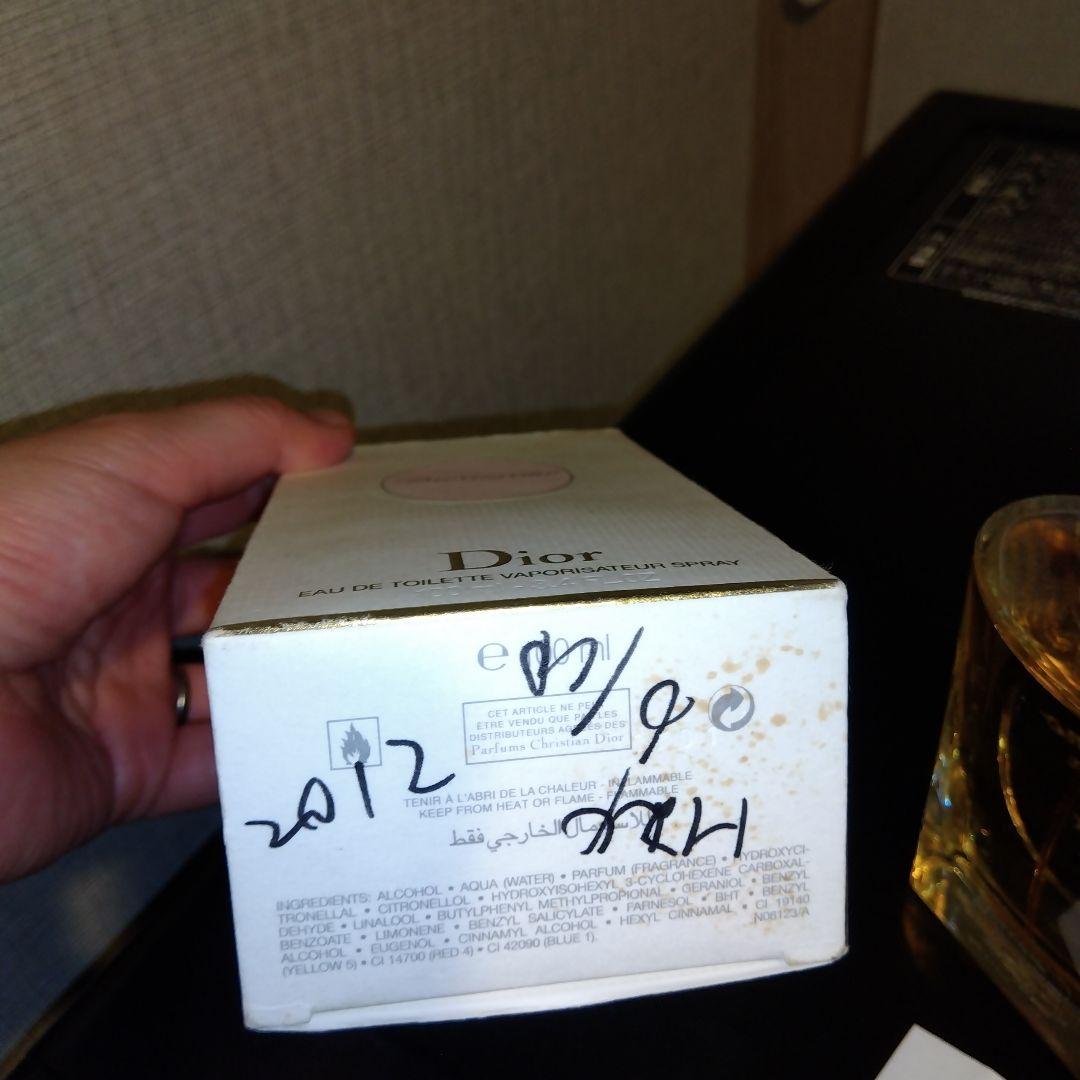 Dior
EAU DE TOILETTE VAPORISATEUR SPRAY
e 100 ml
CET ARTICLE NE PEUT
ÊTRE VENDU QUE PAR LES
DISTRIBUTEURS AGRÉÉS DES
Parfums Christian Dior
2012
TENIR À L'ABRI DE LA CHALEUR - INFLAMMABLE
KEEP FROM HEAT OR FLAME - FLAMMABLE
للاستعمال الخارجي فقط
INGREDIENTS: ALCOHOL • AQUA (WATER) • PARFUM (FRAGRANCE) • HYDROXYCI-
TRONELLAL • CITRONELLOL • HYDROXYISOHEXYL 3-CYCLOHEXENE CARBOXAL-
DEHYDE • LINALOOL • BUTYLPHENYL METHYLPROPIONAL • GERANIOL • BENZYL
BENZOATE • LIMONENE • BENZYL SALICYLATE • FARNESOL • BHT • BENZYL
ALCOHOL • EUGENOL • CINNAMYL ALCOHOL • HEXYL CINNAMAL • CI 19140
(YELLOW 5) • CI 14700 (RED 4) • CI 42090 (BLUE 1).
N06123/A